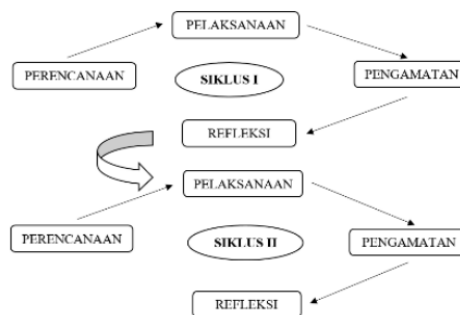 PELAKSANAAN
PERENCANAAN
SIKLUS I
PENGAMATAN
REFLEKSI
PELAKSANAAN
PERENCANAAN
SIKLUS II
PENGAMATAN
REFLEKSI